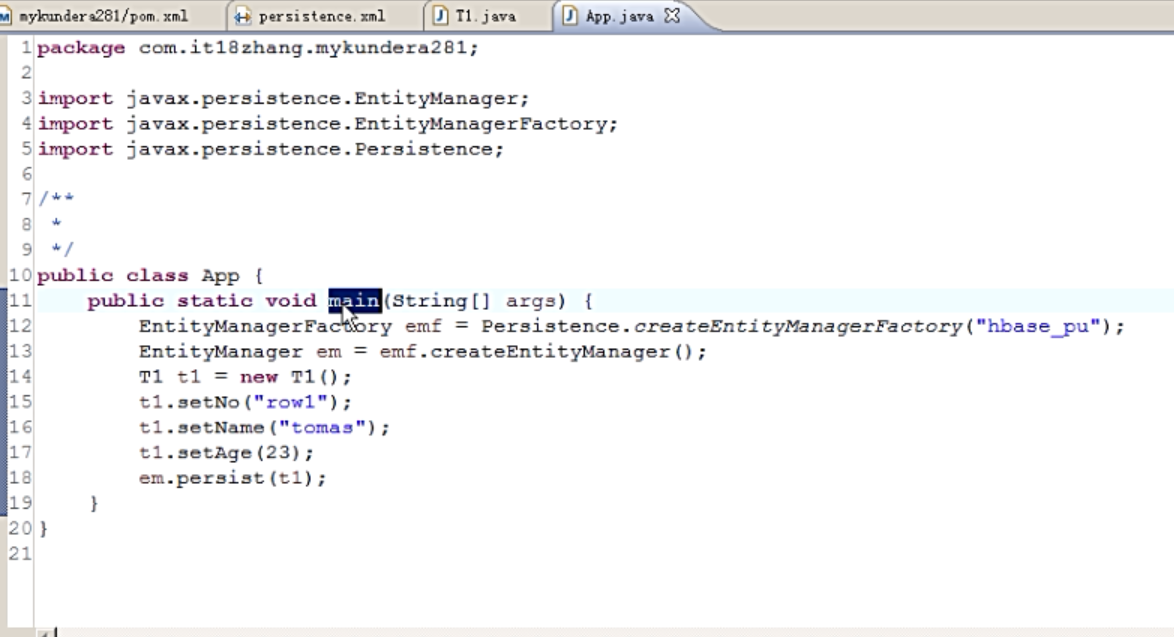 mykundera281/pom.xml persistence.xml T1.java App.java
1 package com.it18zhang.mykundera281;
2
3 import javax.persistence.EntityManager;
4 import javax.persistence.EntityManagerFactory;
5 import javax.persistence.Persistence;
6
7 /**
8  *
9  */
10 public class App {
11     public static void main(String[] args) {
12         EntityManagerFactory emf = Persistence.createEntityManagerFactory("hbase_pu");
13         EntityManager em = emf.createEntityManager();
14         T1 t1 = new T1();
15         t1.setNo("row1");
16         t1.setName("tomas");
17         t1.setAge(23);
18         em.persist(t1);
19     }
20 }
21